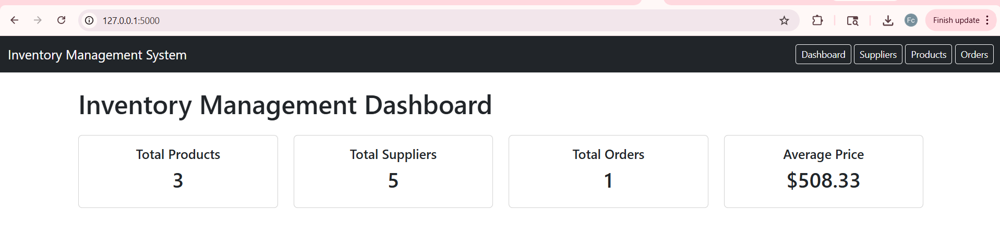 127.0.0.1:5000
Fc
Finish update
Inventory Management System
Dashboard Suppliers Products Orders
Inventory Management Dashboard
Total Products Total Suppliers Total Orders Average Price
3 5 1 $508.33